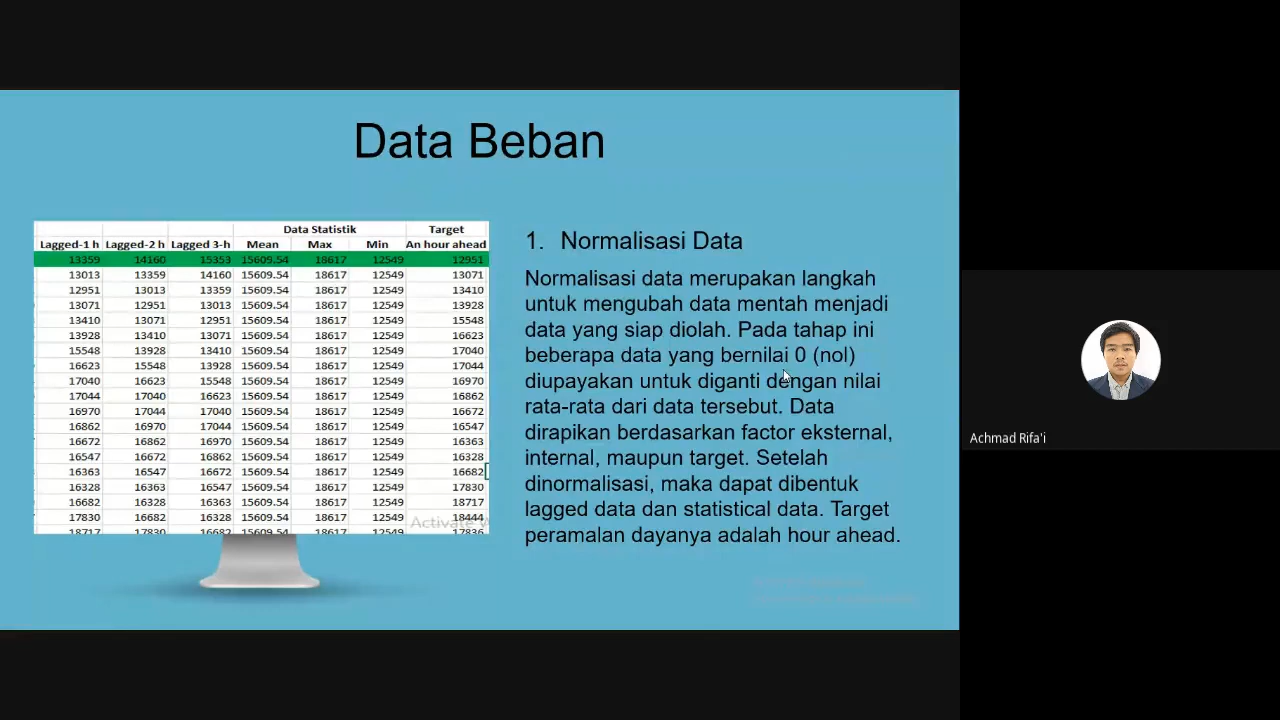 Data Beban
Data Statistik Target
Lagged-1 h Lagged-2 h Lagged 3-h Mean Max Min An hour ahead
13359 14160 15353 15609.54 18617 12549 12951
13013 13359 14160 15609.54 18617 12549 13071
12951 13013 13359 15609.54 18617 12549 13410
13071 12951 13013 15609.54 18617 12549 13928
13410 13071 12951 15609.54 18617 12549 15548
13928 13410 13071 15609.54 18617 12549 16623
15548 13928 13410 15609.54 18617 12549 17040
16623 15548 13928 15609.54 18617 12549 17044
17040 16623 15548 15609.54 18617 12549 16970
17044 17040 16623 15609.54 18617 12549 16862
16970 17044 17040 15609.54 18617 12549 16672
16862 16970 17044 15609.54 18617 12549 16547
16672 16862 16970 15609.54 18617 12549 16363
16547 16672 16862 15609.54 18617 12549 16328
16363 16547 16672 15609.54 18617 12549 16682
16328 16363 16547 15609.54 18617 12549 17830
16682 16328 16363 15609.54 18617 12549 18717
17830 16682 16328 15609.54 18617 12549 18444
18717 17830 16682 15609.54 18617 12549 17836
Activate
1. Normalisasi Data
Normalisasi data merupakan langkah
untuk mengubah data mentah menjadi
data yang siap diolah. Pada tahap ini
beberapa data yang bernilai 0 (nol)
diupayakan untuk diganti dengan nilai
rata-rata dari data tersebut. Data
dirapikan berdasarkan factor eksternal,
internal, maupun target. Setelah
dinormalisasi, maka dapat dibentuk
lagged data dan statistical data. Target
peramalan dayanya adalah hour ahead.
Achmad Rifa'i